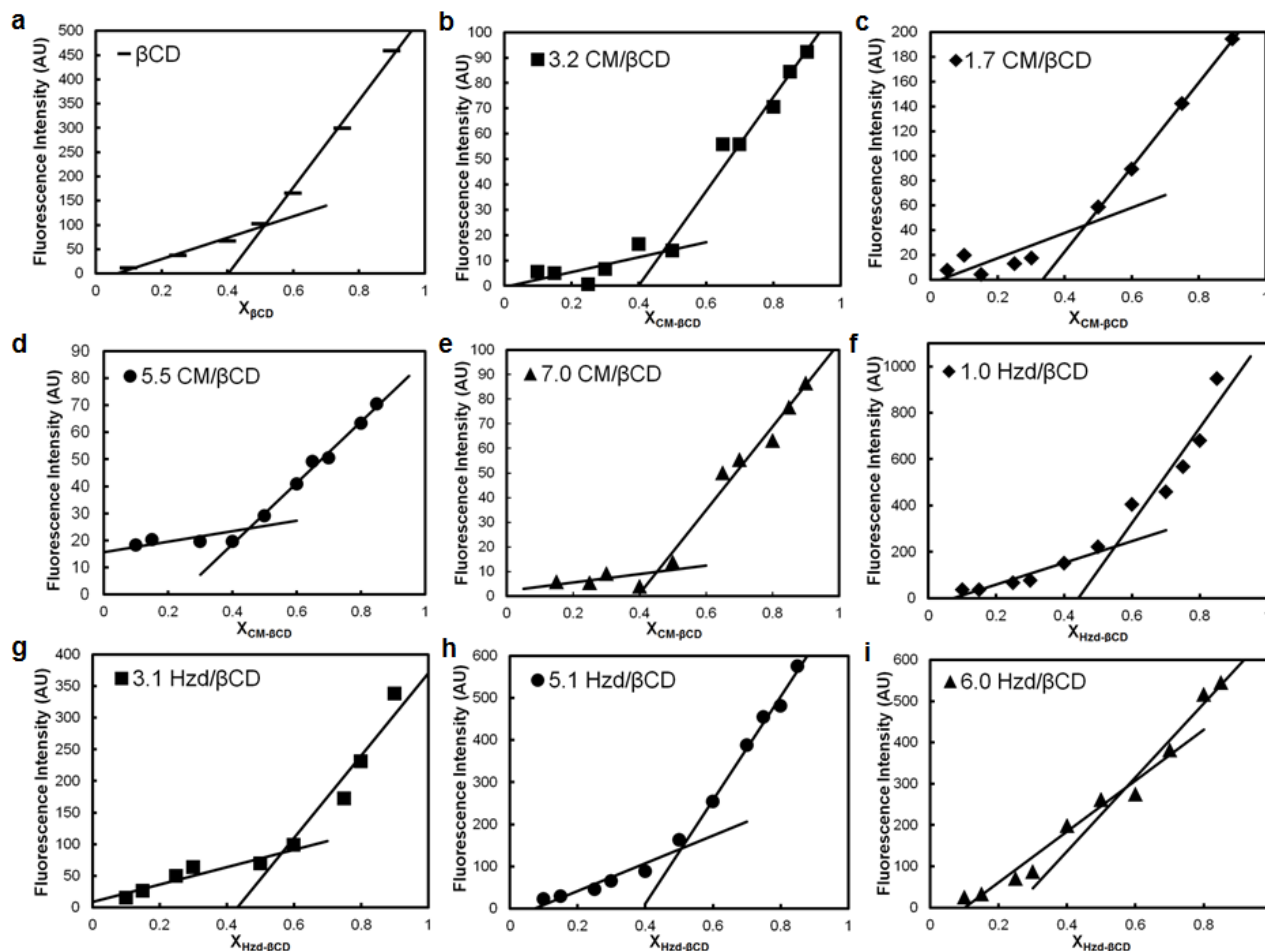 a
βCD
Fluorescence Intensity (AU)
500
450
400
350
300
250
200
150
100
50
0
0 0.2 0.4 0.6 0.8 1
XβCD
b
3.2 CM/βCD
Fluorescence Intensity (AU)
100
90
80
70
60
50
40
30
20
10
0
0 0.2 0.4 0.6 0.8 1
XCM-βCD
c
1.7 CM/βCD
Fluorescence Intensity (AU)
200
180
160
140
120
100
80
60
40
20
0
0 0.2 0.4 0.6 0.8 1
XCM-βCD
d
5.5 CM/βCD
Fluorescence Intensity (AU)
90
80
70
60
50
40
30
20
10
0
0 0.2 0.4 0.6 0.8 1
XCM-βCD
e
7.0 CM/βCD
Fluorescence Intensity (AU)
100
90
80
70
60
50
40
30
20
10
0
0 0.2 0.4 0.6 0.8 1
XCM-βCD
f
1.0 Hzd/βCD
Fluorescence Intensity (AU)
1000
800
600
400
200
0
0 0.2 0.4 0.6 0.8 1
XHzd-βCD
g
3.1 Hzd/βCD
Fluorescence Intensity (AU)
400
350
300
250
200
150
100
50
0
0 0.2 0.4 0.6 0.8 1
XHzd-βCD
h
5.1 Hzd/βCD
Fluorescence Intensity (AU)
600
500
400
300
200
100
0
0 0.2 0.4 0.6 0.8 1
XHzd-βCD
i
6.0 Hzd/βCD
Fluorescence Intensity (AU)
600
500
400
300
200
100
0
0 0.2 0.4 0.6 0.8 1
XHzd-βCD